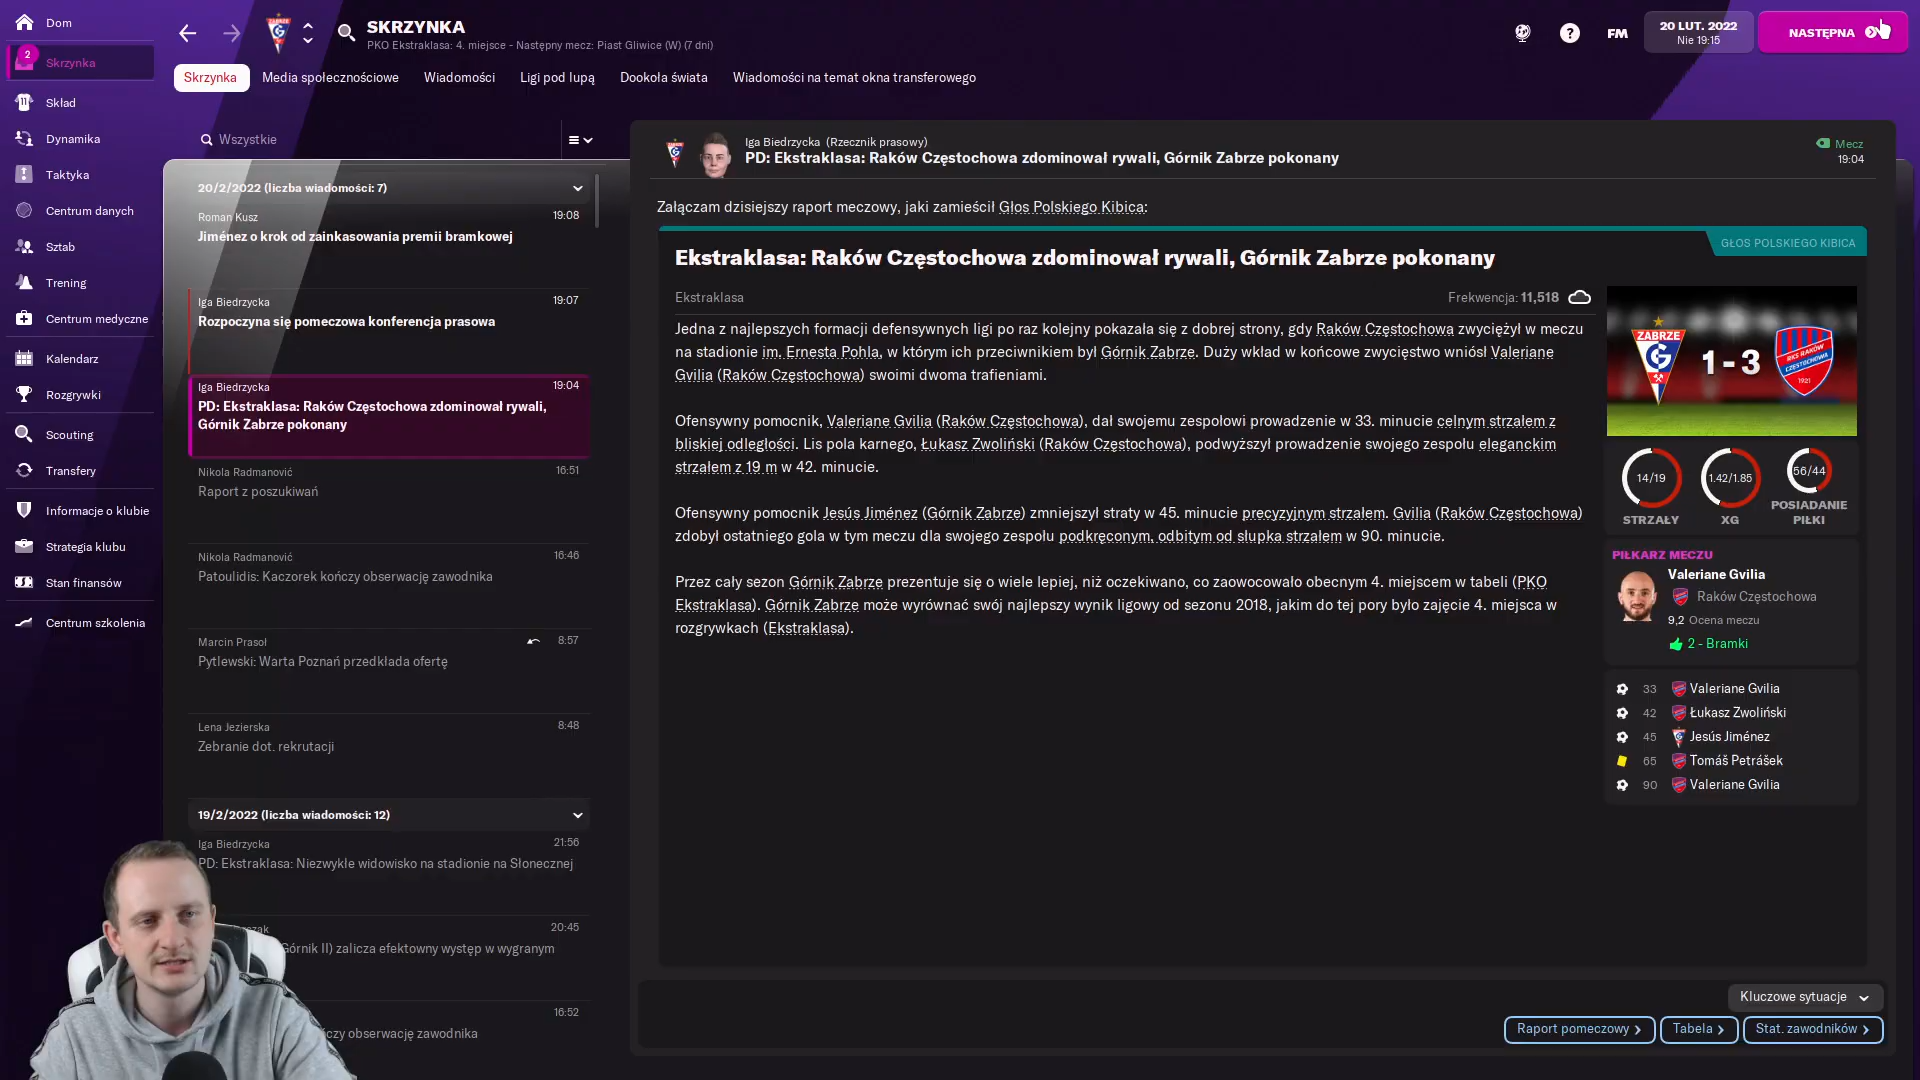 Dom
2
Skrzynka
Skład
Dynamika
Taktyka
Centrum danych
Sztab
Trening
Centrum medyczne
Kalendarz
Rozgrywki
Scouting
Transfery
Informacje o klubie
Strategia klubu
Stan finansów
Centrum szkolenia
SKRZYNKA
PKO Ekstraklasa: 4. miejsce - Następny mecz: Piast Gliwice (W) (7 dni)
FM
20 LUT. 2022
Nie 19:15
NASTĘPNA
Skrzynka
Media społecznościowe
Wiadomości
Ligi pod lupą
Dookoła świata
Wiadomości na temat okna transferowego
Wszystkie
20/2/2022 (liczba wiadomości: 7)
Roman Kusz
19:08
Jiménez o krok od zainkasowania premii bramkowej
Iga Biedrzycka
19:07
Rozpoczyna się pomeczowa konferencja prasowa
Iga Biedrzycka
19:04
PD: Ekstraklasa: Raków Częstochowa zdominował rywali,
Górnik Zabrze pokonany
Nikola Radmanović
16:51
Raport z poszukiwań
Nikola Radmanović
16:46
Patoulidis: Kaczorek kończy obserwację zawodnika
Marcin Prasoł
8:57
Pytlewski: Warta Poznań przedkłada ofertę
Lena Jezierska
8:48
Zebranie dot. rekrutacji
19/2/2022 (liczba wiadomości: 12)
Iga Biedrzycka
21:56
PD: Ekstraklasa: Niezwykłe widowisko na stadionie na Słonecznej
20:45
Górnik II) zalicza efektowny występ w wygranym
16:52
obserwację zawodnika
Iga Biedrzycka (Rzecznik prasowy)
PD: Ekstraklasa: Raków Częstochowa zdominował rywali, Górnik Zabrze pokonany
Mecz
19:04
Załączam dzisiejszy raport meczowy, jaki zamieścił Głos Polskiego Kibica:
GŁOS POLSKIEGO KIBICA
Ekstraklasa: Raków Częstochowa zdominował rywali, Górnik Zabrze pokonany
Ekstraklasa
Frekwencja: 11,518
Jedna z najlepszych formacji defensywnych ligi po raz kolejny pokazała się z dobrej strony, gdy Raków Częstochowa zwyciężył w meczu
na stadionie im. Ernesta Pohla, w którym ich przeciwnikiem był Górnik Zabrze. Duży wkład w końcowe zwycięstwo wniósł Valeriane
Gvilia (Raków Częstochowa) swoimi dwoma trafieniami.
Ofensywny pomocnik, Valeriane Gvilia (Raków Częstochowa), dał swojemu zespołowi prowadzenie w 33. minucie celnym strzałem z
bliskiej odległości. Lis pola karnego, Łukasz Zwoliński (Raków Częstochowa), podwyższył prowadzenie swojego zespołu eleganckim
strzałem z 19 m w 42. minucie.
Ofensywny pomocnik Jesús Jiménez (Górnik Zabrze) zmniejszył straty w 45. minucie precyzyjnym strzałem. Gvilia (Raków Częstochowa)
zdobył ostatniego gola w tym meczu dla swojego zespołu podkręconym, odbitym od słupka strzałem w 90. minucie.
Przez cały sezon Górnik Zabrze prezentuje się o wiele lepiej, niż oczekiwano, co zaowocowało obecnym 4. miejscem w tabeli (PKO
Ekstraklasa). Górnik Zabrze może wyrównać swój najlepszy wynik ligowy od sezonu 2018, jakim do tej pory było zajęcie 4. miejsca w
rozgrywkach (Ekstraklasa).
ZABRZE
G
1 - 3
RKS RAKÓW
CZĘSTOCHOWA
1921
14/19
STRZAŁY
1.42/1.85
XG
56/44
POSIADANIE
PIŁKI
PIŁKARZ MECZU
Valeriane Gvilia
Raków Częstochowa
9,2 Ocena meczu
2 - Bramki
33 Valeriane Gvilia
42 Łukasz Zwoliński
45 Jesús Jiménez
65 Tomáš Petrášek
90 Valeriane Gvilia
Kluczowe sytuacje
Raport pomeczowy
Tabela
Stat. zawodników